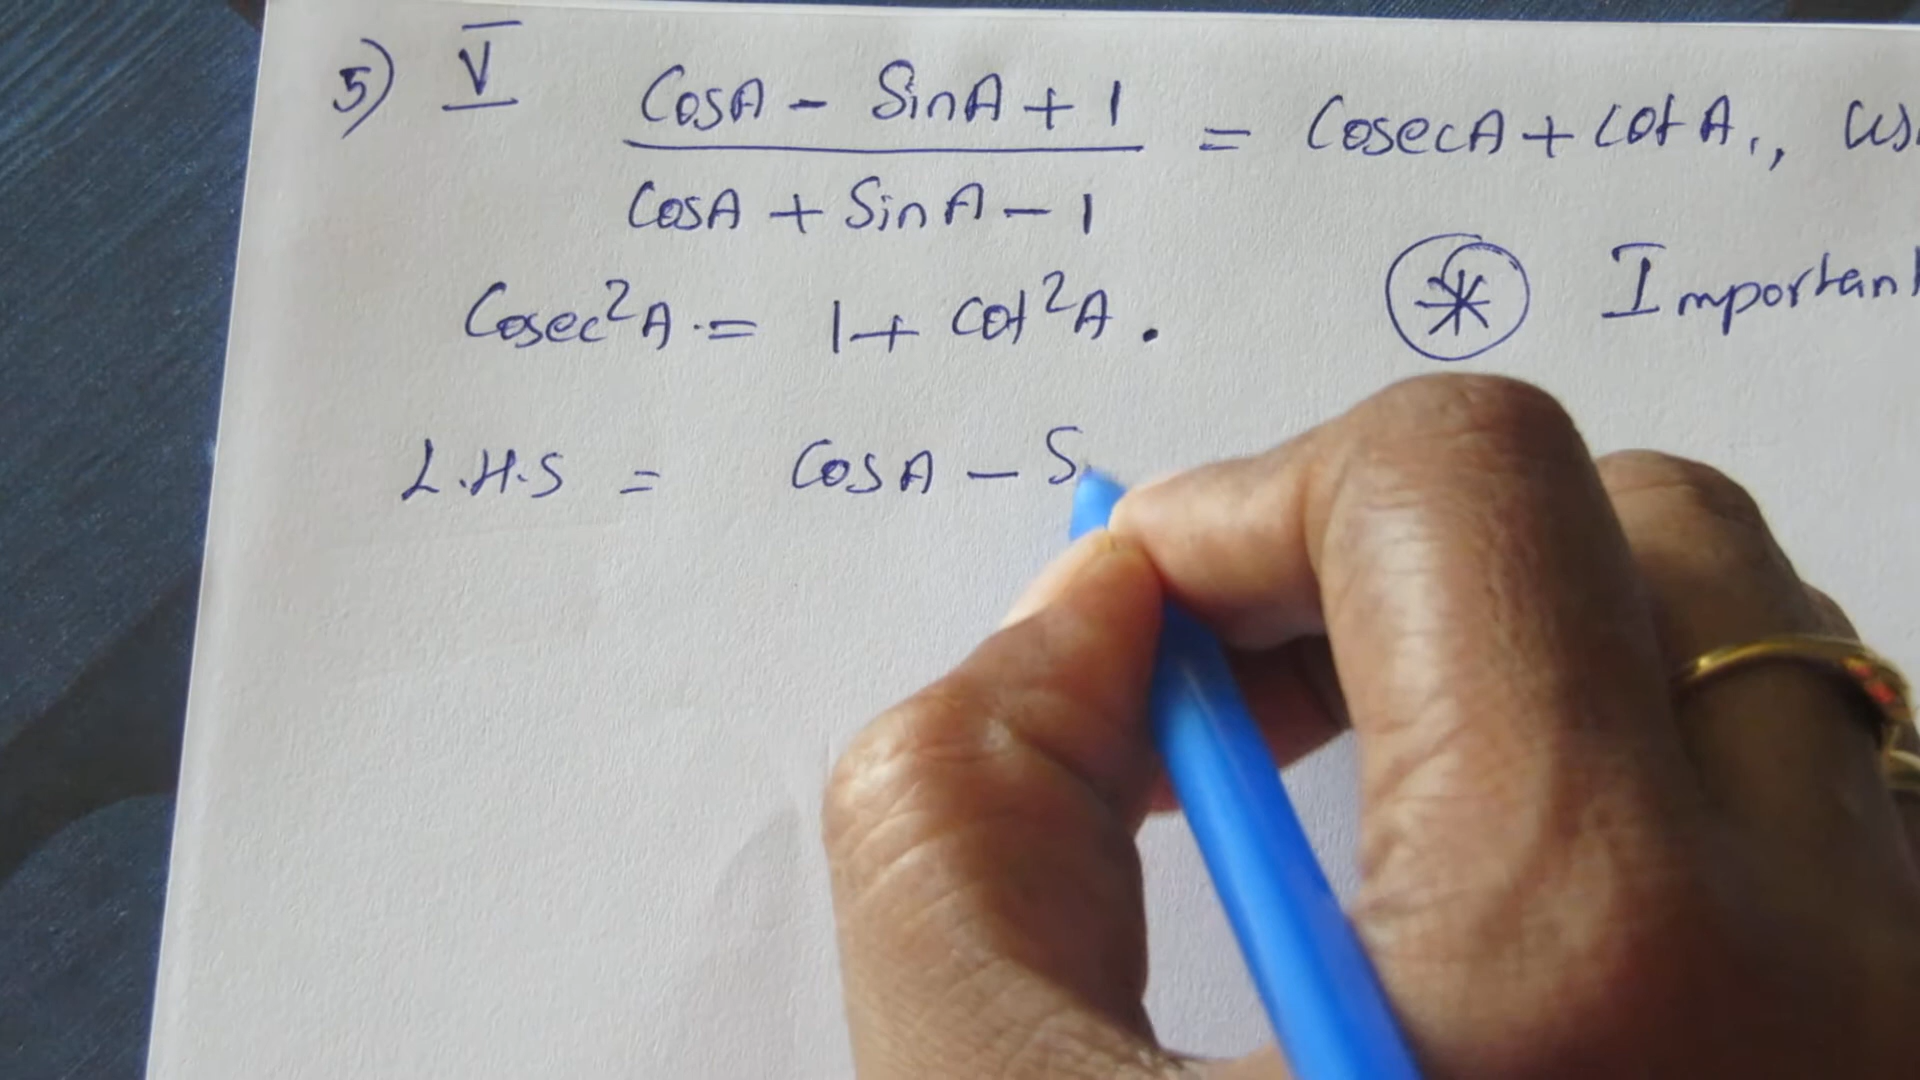 5) V CosA - SinA + 1 = CosecA + cotA.,
CosA + SinA - 1
Cosec²A = 1 + cot²A.
Important
L.H.S = CosA - S